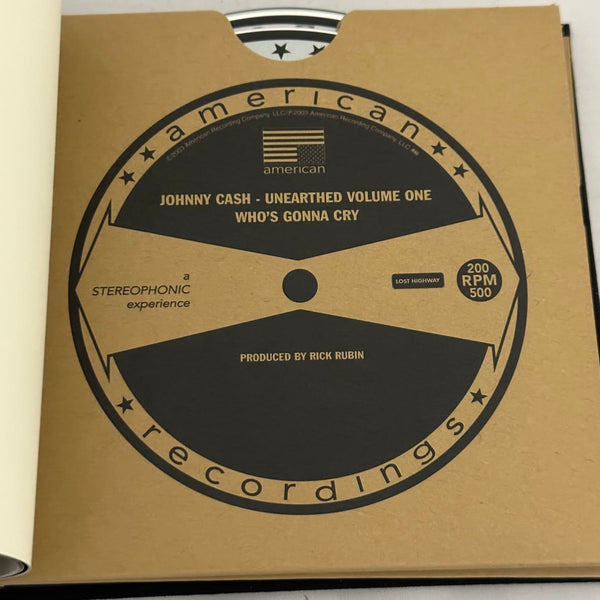 american
©2003 American Recording Company, LLC/℗2003 American Recording Company, LLC
american
JOHNNY CASH - UNEARTHED VOLUME ONE
WHO'S GONNA CRY
a
STEREOPHONIC
experience
LOST HIGHWAY
200
RPM
500
PRODUCED BY RICK RUBIN
recordings